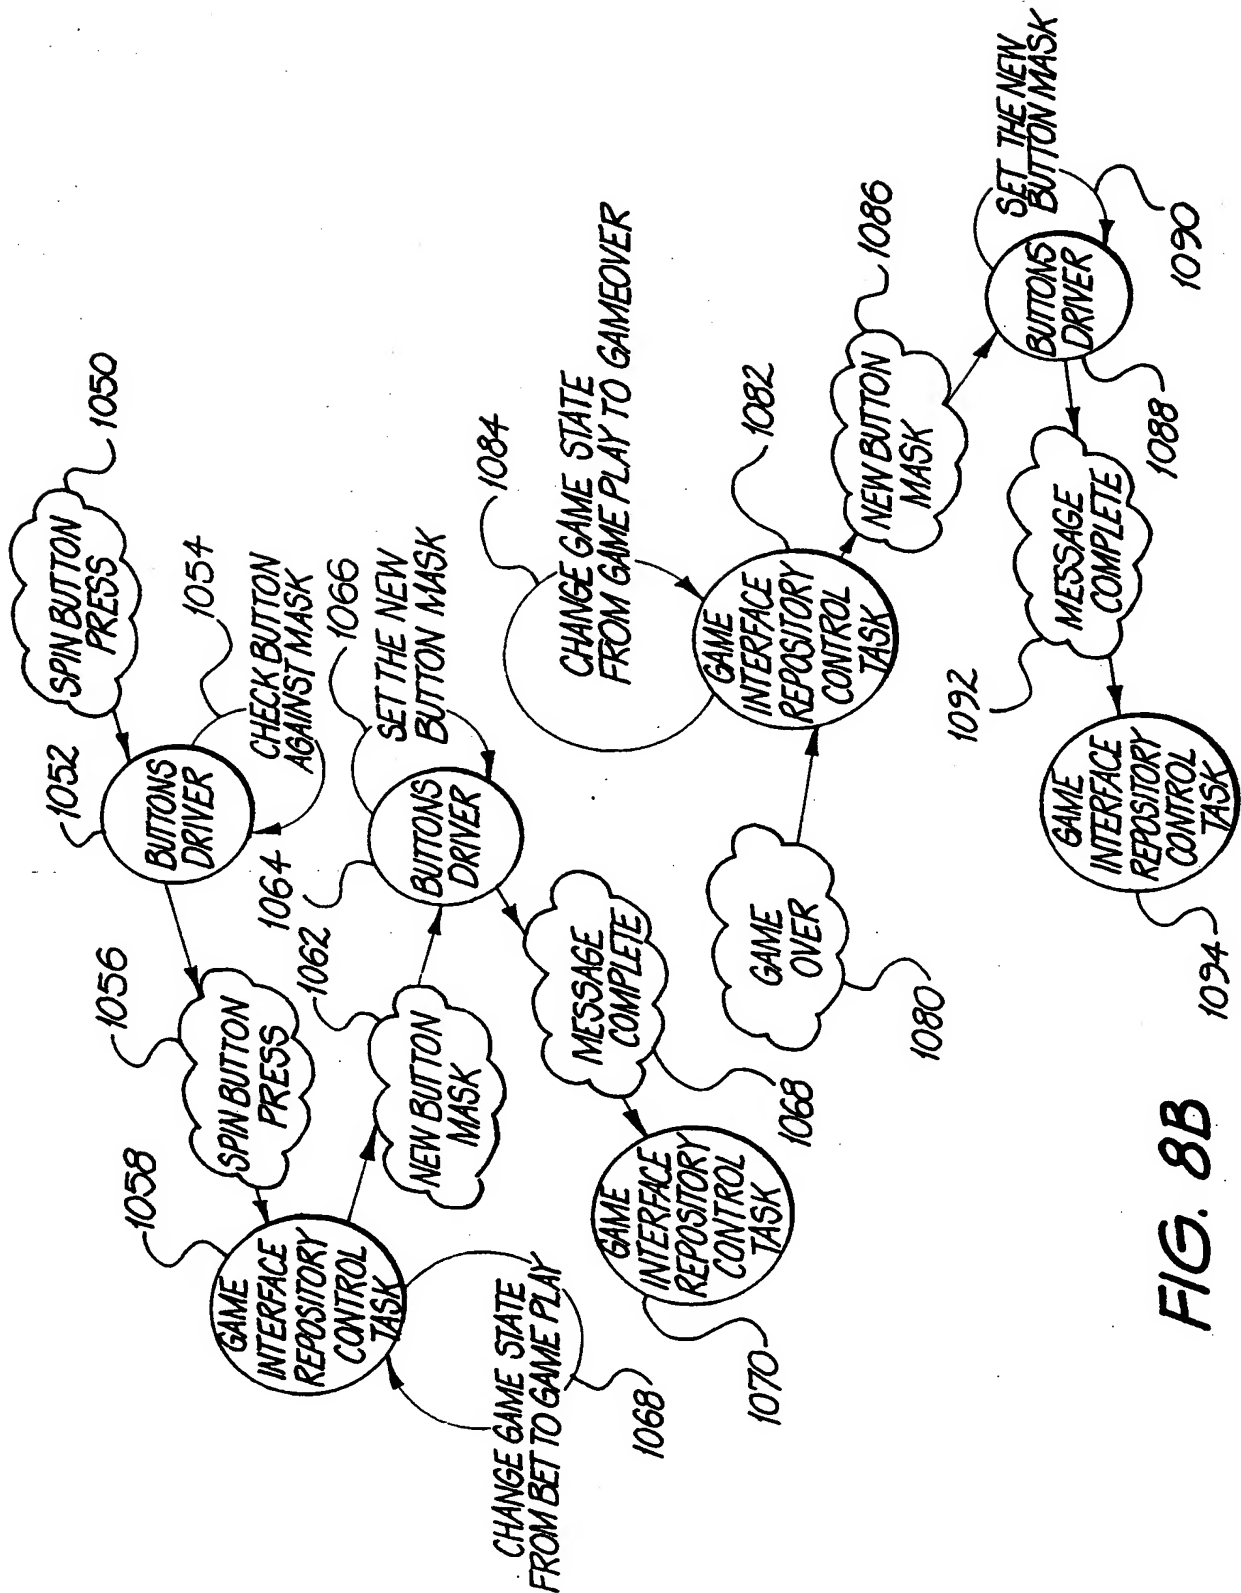 SPIN BUTTON
PRESS
1050
1052
BUTTONS
DRIVER
1054
CHECK BUTTON
AGAINST MASK
1056
SPIN BUTTON
PRESS
1058
GAME
INTERFACE
REPOSITORY
CONTROL
TASK
CHANGE GAME STATE
FROM BET TO GAME PLAY
1068
1062
NEW BUTTON
MASK
1064
BUTTONS
DRIVER
1066
SET THE NEW
BUTTON MASK
MESSAGE
COMPLETE
1068
GAME
INTERFACE
REPOSITORY
CONTROL
TASK
1070
GAME
OVER
1080
GAME
INTERFACE
REPOSITORY
CONTROL
TASK
1082
1084
CHANGE GAME STATE
FROM GAME PLAY TO GAMEOVER
NEW BUTTON
MASK
1086
BUTTONS
DRIVER
1088
SET THE NEW
BUTTON MASK
1090
MESSAGE
COMPLETE
1092
GAME
INTERFACE
REPOSITORY
CONTROL
TASK
1094
FIG. 8B